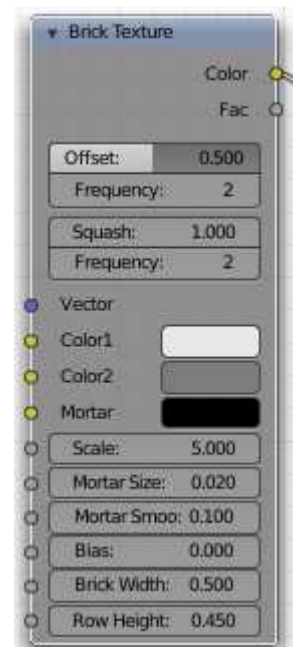 Brick Texture
Color
Fac
Offset: 0.500
Frequency: 2
Squash: 1.000
Frequency: 2
Vector
Color1
Color2
Mortar
Scale: 5.000
Mortar Size: 0.020
Mortar Smoo: 0.100
Bias: 0.000
Brick Width: 0.500
Row Height: 0.450